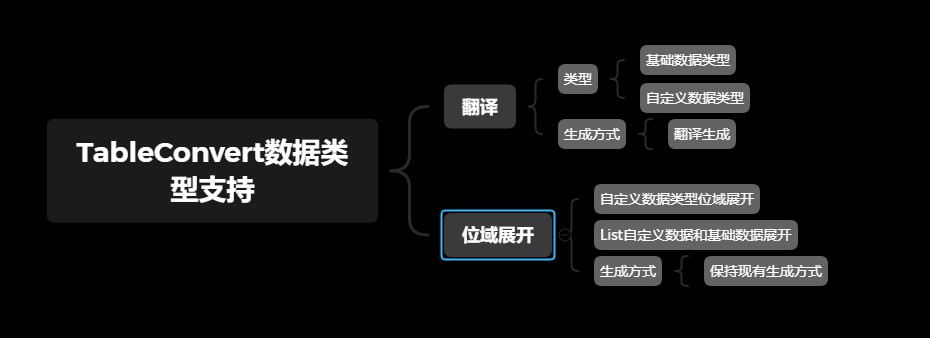 TableConvert数据类
型支持
翻译
类型
基础数据类型
自定义数据类型
生成方式
翻译生成
位域展开
自定义数据类型位域展开
List自定义数据和基础数据展开
生成方式
保持现有生成方式